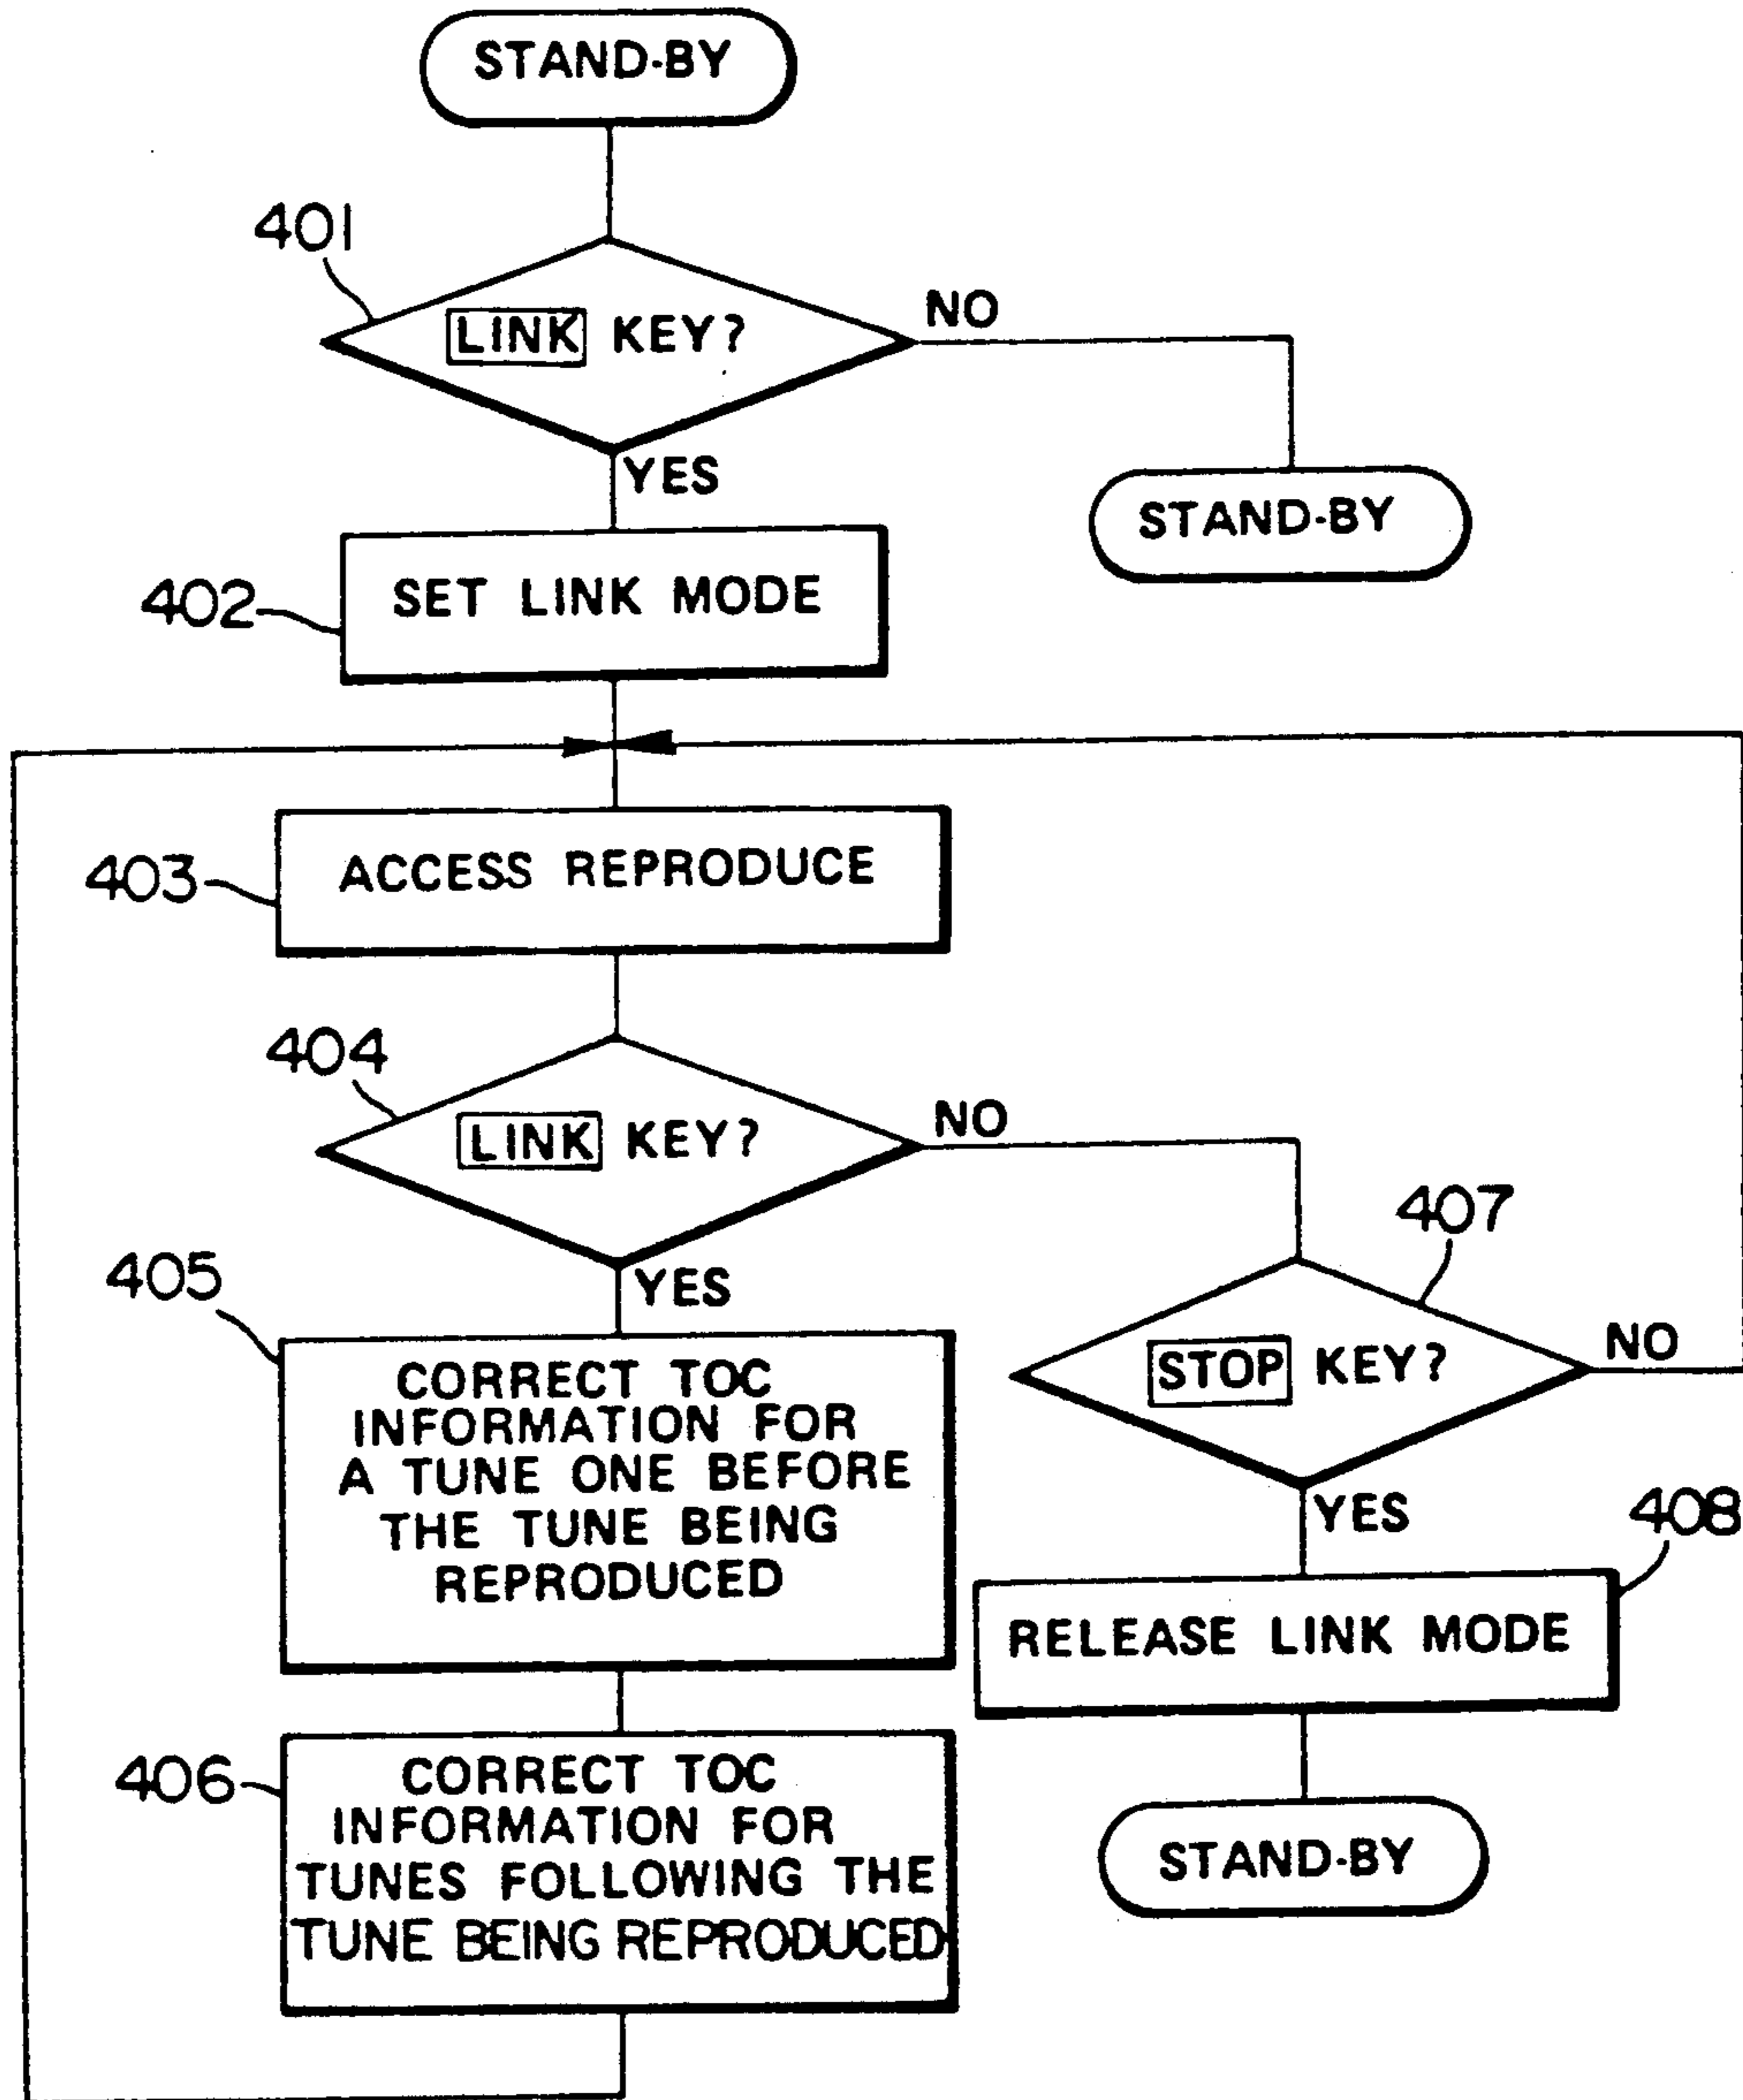 STAND-BY
401
LINK KEY?
NO
YES
STAND-BY
402
SET LINK MODE
403
ACCESS REPRODUCE
404
LINK KEY?
NO
407
405
YES
CORRECT TOC
INFORMATION FOR
A TUNE ONE BEFORE
THE TUNE BEING
REPRODUCED
STOP KEY?
NO
YES
408
RELEASE LINK MODE
406
CORRECT TOC
INFORMATION FOR
TUNES FOLLOWING THE
TUNE BEING REPRODUCED
STAND-BY